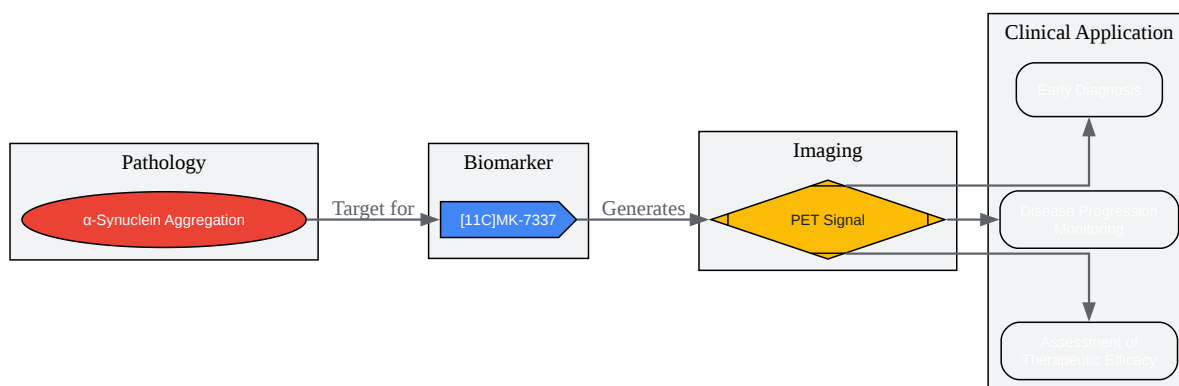 Pathology
α-Synuclein Aggregation
Target for
Biomarker
[11C]MK-7337
Generates
Imaging
PET Signal
Clinical Application
Early Diagnosis
Disease Progression
Monitoring
Assessment of
Therapeutic Efficacy